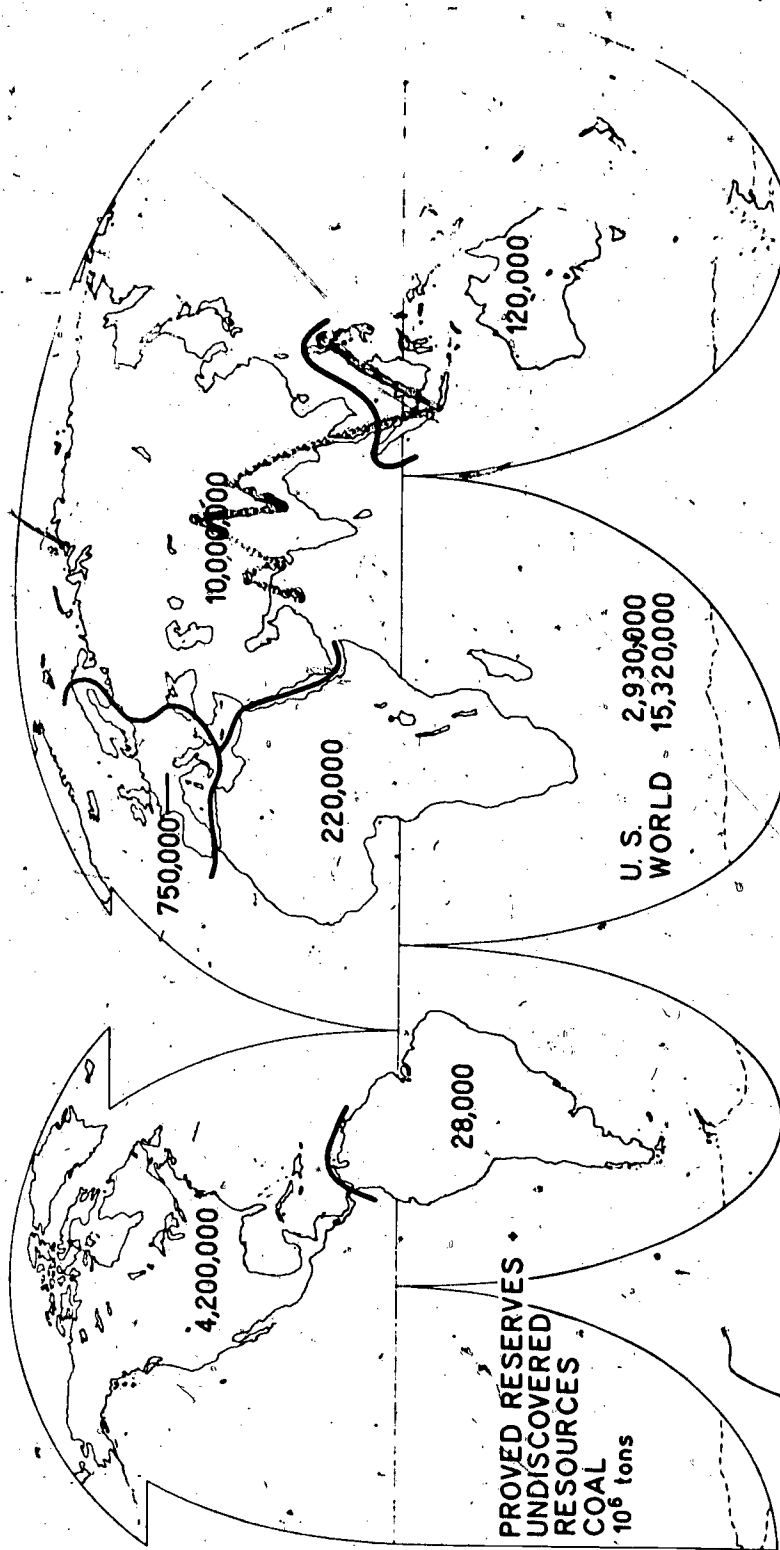 4,200,000
28,000
750,000
220,000
10,000,000
120,000
PROVED RESERVES +
UNDISCOVERED
RESOURCES
COAL
10⁶ tons
U. S. 2,930,000
WORLD - 15,320,000